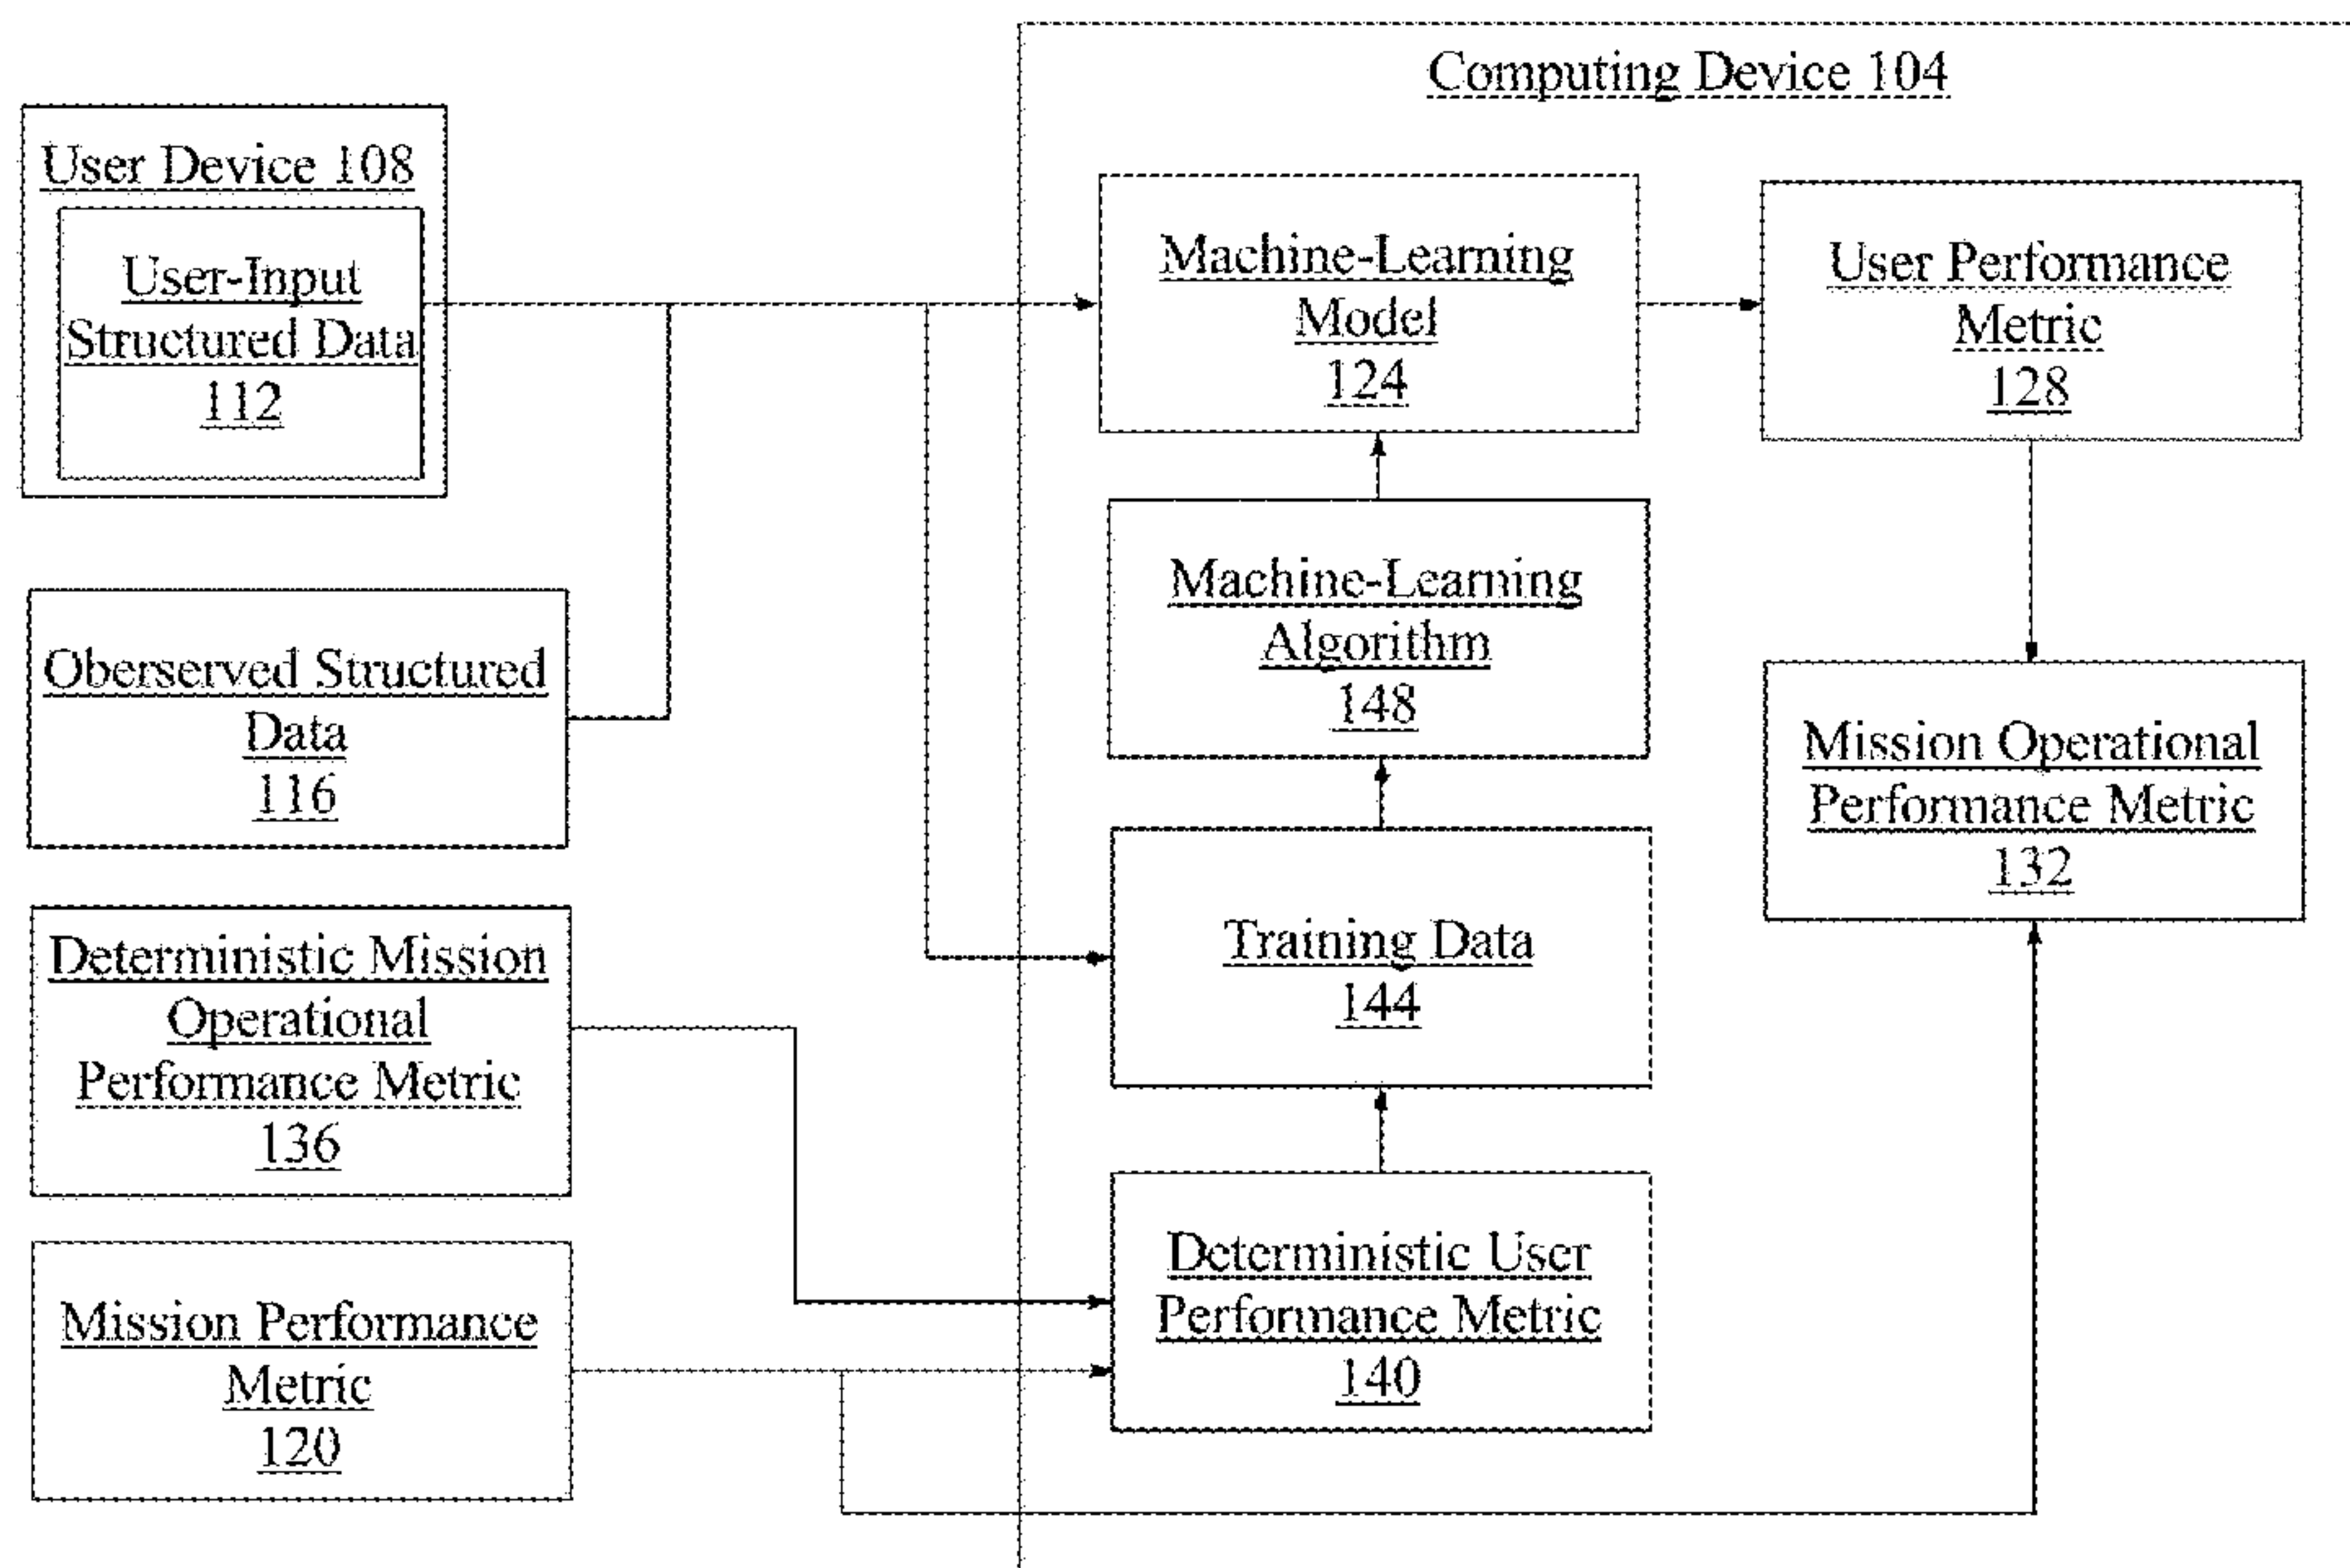 Computing Device 104
User Device 108
User-Input
Structured Data
112
Machine-Learning
Model
124
User Performance
Metric
128
Oberserved Structured
Data
116
Machine-Learning
Algorithm
148
Mission Operational
Performance Metric
132
Deterministic Mission
Operational
Performance Metric
136
Training Data
144
Mission Performance
Metric
120
Deterministic User
Performance Metric
140